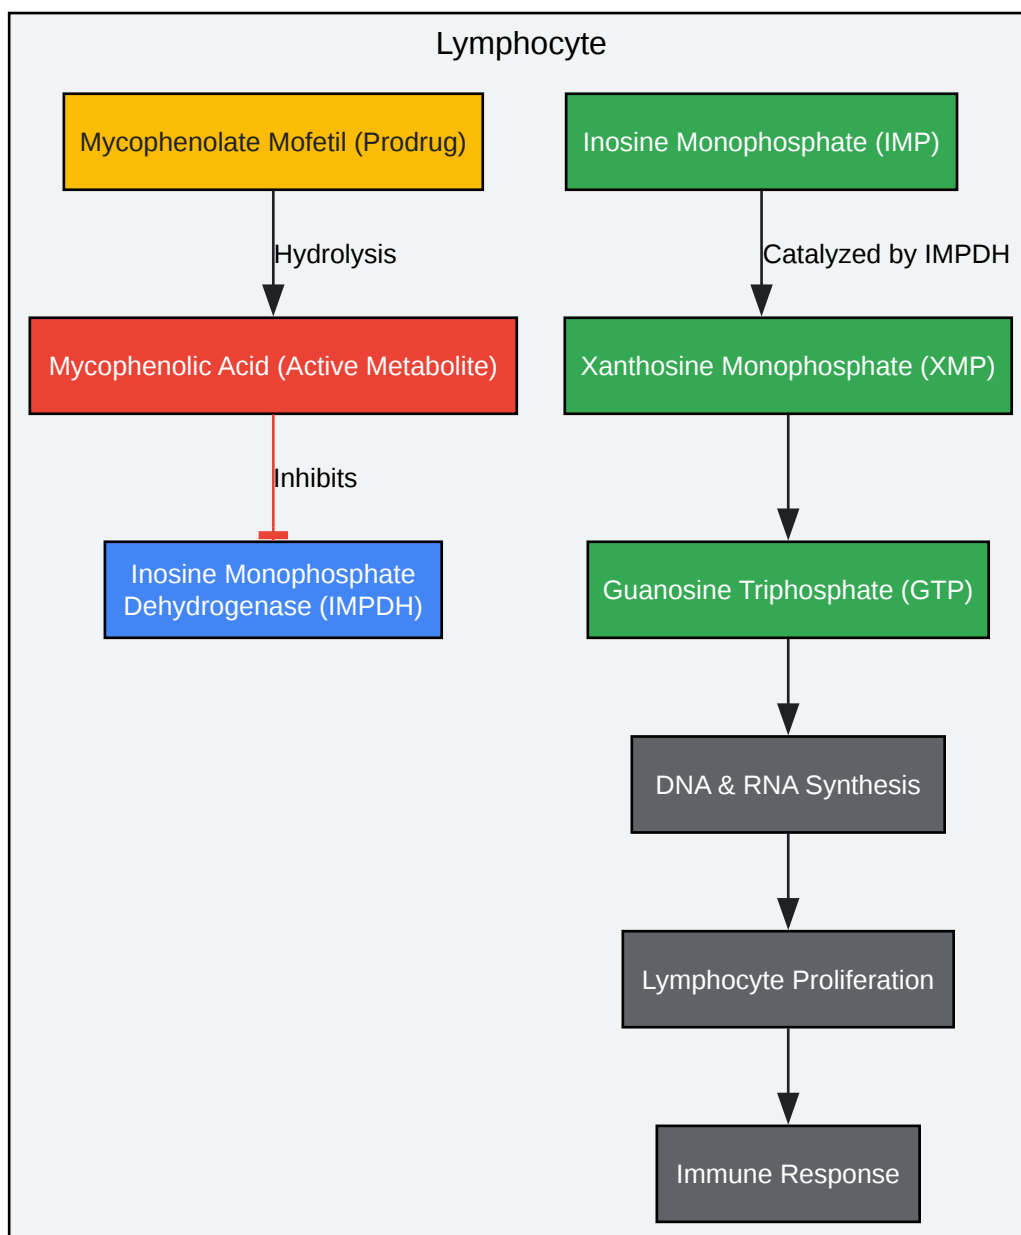 Lymphocyte
Mycophenolate Mofetil (Prodrug)
Inosine Monophosphate (IMP)
Hydrolysis
Catalyzed by IMPDH
Mycophenolic Acid (Active Metabolite)
Xanthosine Monophosphate (XMP)
Inhibits
Inosine Monophosphate
Dehydrogenase (IMPDH)
Guanosine Triphosphate (GTP)
DNA & RNA Synthesis
Lymphocyte Proliferation
Immune Response